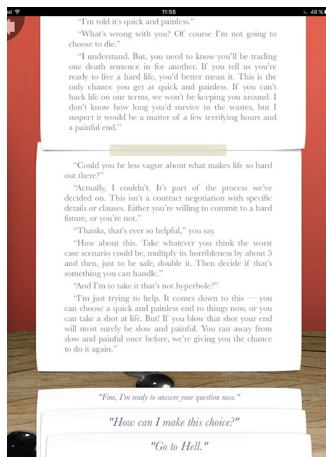 ad 11:55 48 %
"I'm told it's quick and painless."
"What's wrong with you? Of course I'm not going to
choose to die."
"I understand. But, you need to know you'll be trading
one death sentence in for another. If you tell us you're
ready to live a hard life, you'd better mean it. This is the
only chance you get at quick and painless. If you can't
hack life on our terms, we won't be keeping you around. I
don't know how long you'd survive in the wastes, but I
suspect it would be a matter of a few terrifying hours and
a painful end."
"Could you be less vague about what makes life so hard
out there?"
"Actually, I couldn't. It's part of the process we've
decided on. This isn't a contract negotiation with specific
details or clauses. Either you're willing to commit to a hard
future, or you're not."
"Thanks, that's ever so helpful," you say.
"How about this. Take whatever you think the worst
case scenario could be, multiply its horribleness by about 5
and then, just to be safe, double it. Then decide if that's
something you can handle."
"And I'm to take it that's not hyperbole?"
"I'm just trying to help. It comes down to this — you
can choose a quick and painless end to things now, or you
can take a shot at life. But! If you blow that shot your end
will most surely be slow and painful. You ran away from
slow and painful once before, we're giving you the chance
to do it again."
"Fine, I'm ready to answer your question now."
"How can I make this choice?"
"Go to Hell."